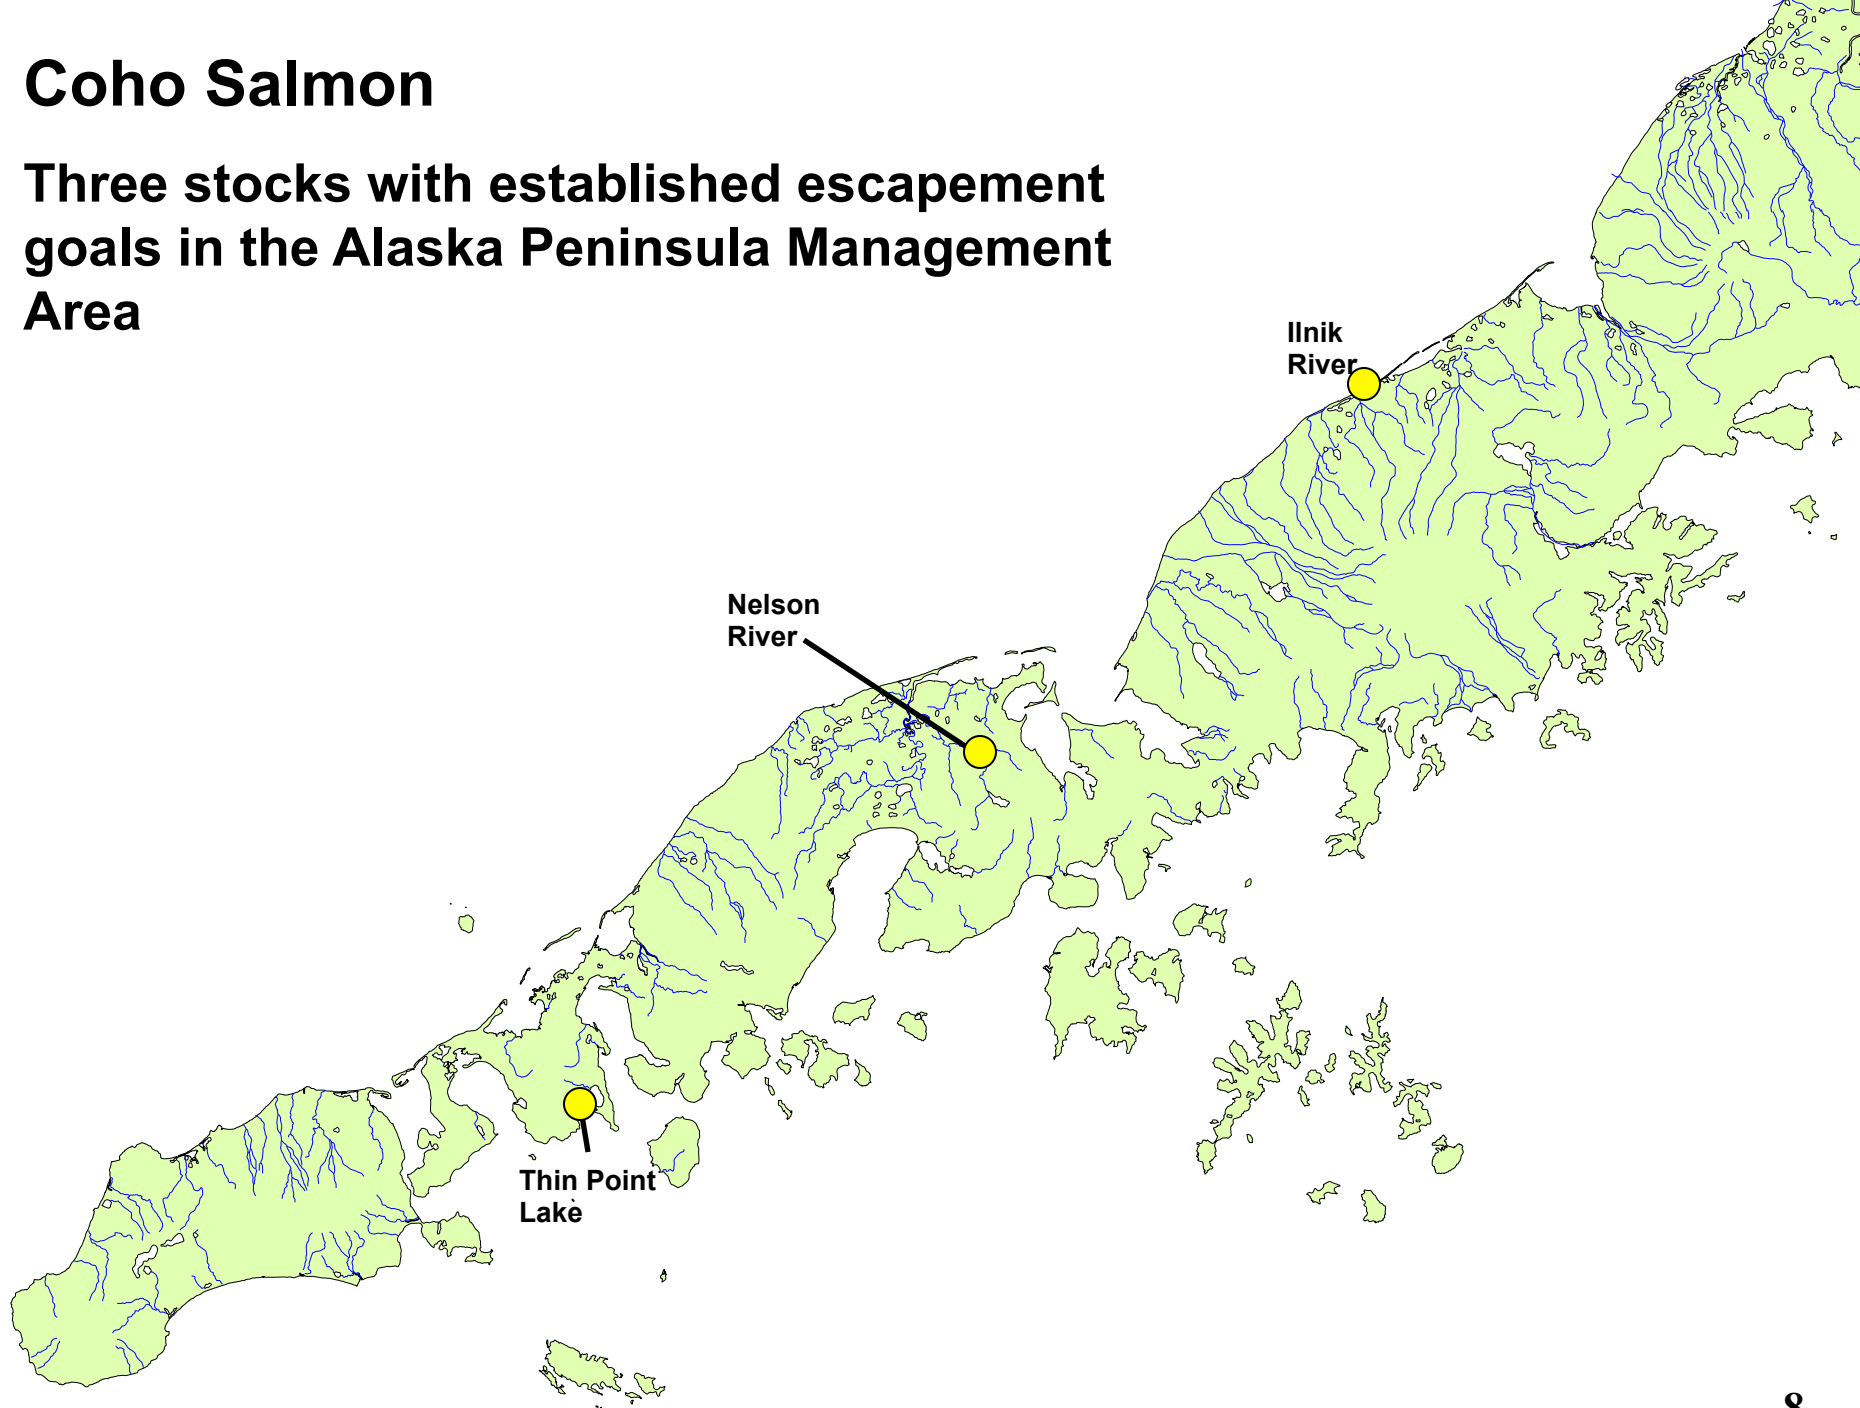 Coho Salmon
Three stocks with established escapement
goals in the Alaska Peninsula Management
Area
Ilnik
River
Nelson
River
Thin Point
Lake
8